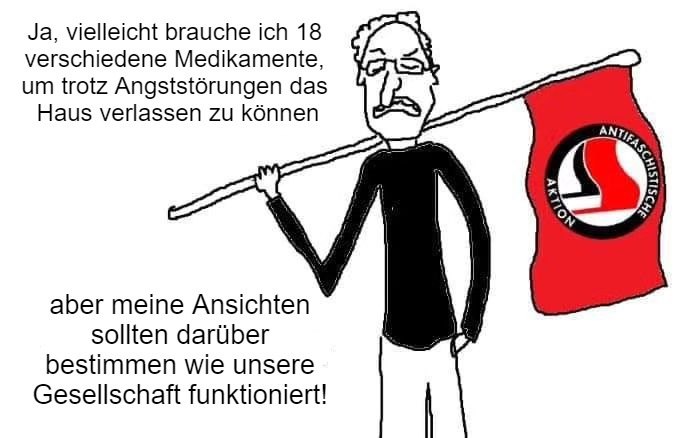 Ja, vielleicht brauche ich 18
verschiedene Medikamente,
um trotz Angststörungen das
Haus verlassen zu können
ANTIFASCHISTISCHE
AKTION
aber meine Ansichten
sollten darüber
bestimmen wie unsere
Gesellschaft funktioniert!